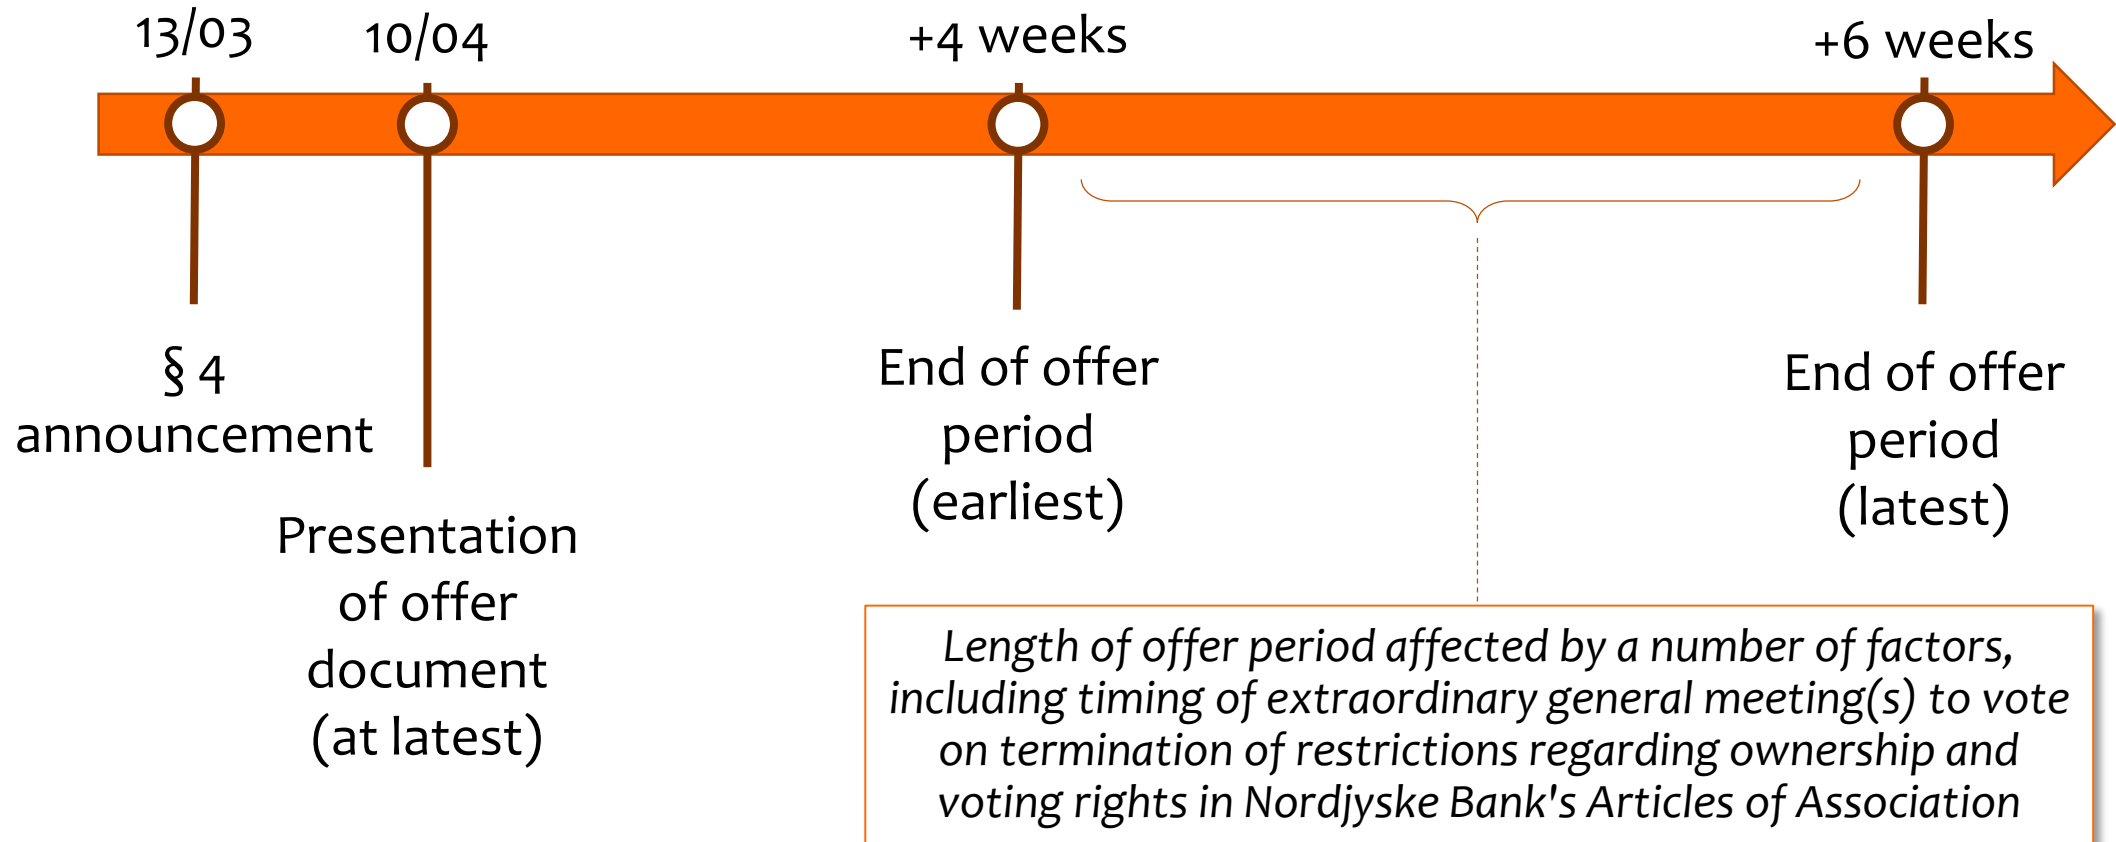 13/03
10/04
+4 weeks
+6 weeks
§ 4
announcement
Presentation
of offer
document
(at latest)
End of offer
period
(earliest)
End of offer
period
(latest)
Length of offer period affected by a number of factors,
including timing of extraordinary general meeting(s) to vote
on termination of restrictions regarding ownership and
voting rights in Nordjyske Bank's Articles of Association